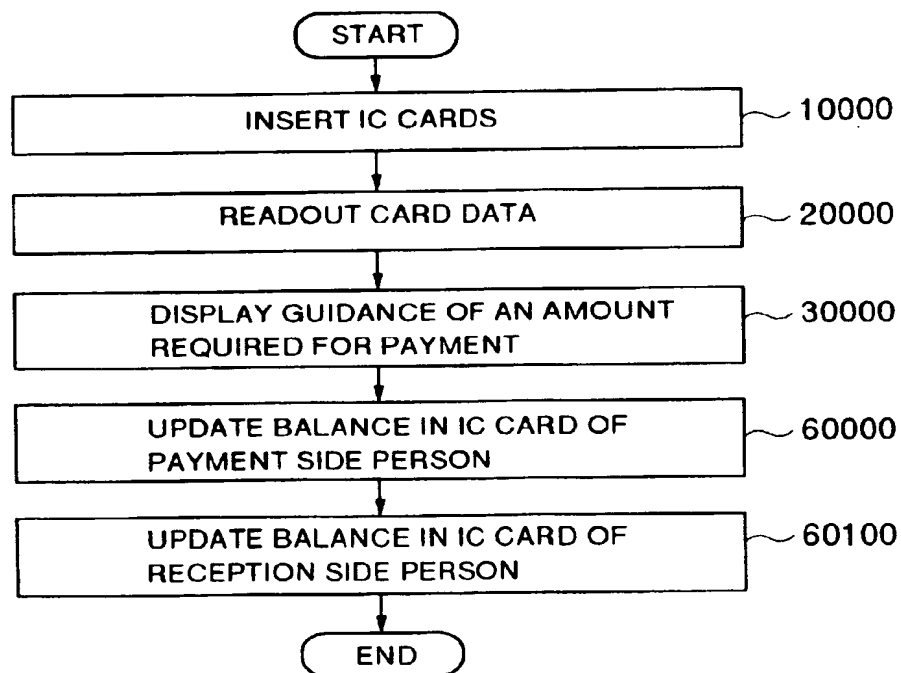 START
INSERT IC CARDS
10000
READOUT CARD DATA
20000
DISPLAY GUIDANCE OF AN AMOUNT
REQUIRED FOR PAYMENT
30000
UPDATE BALANCE IN IC CARD OF
PAYMENT SIDE PERSON
60000
UPDATE BALANCE IN IC CARD OF
RECEPTION SIDE PERSON
60100
END